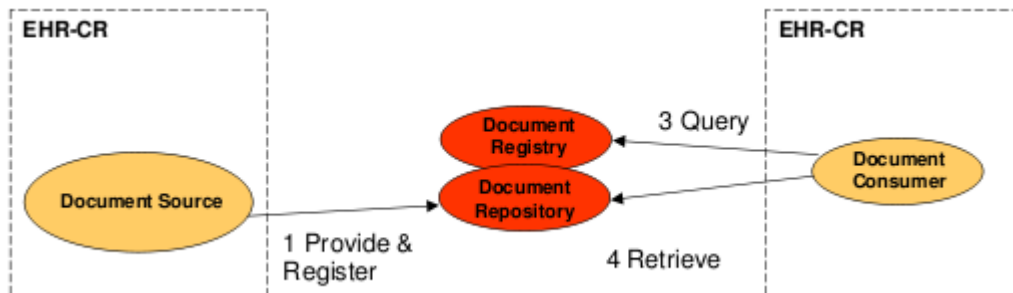 EHR-CR
EHR-CR
Document
Registry
3 Query
Document
Consumer
Document Source
Document
Repository
1 Provide &
Register
4 Retrieve